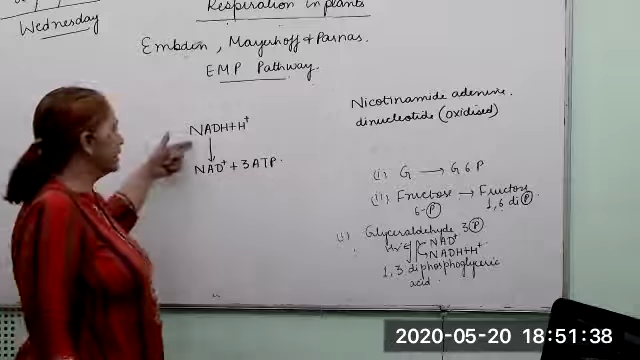 Wednesday
Respiration in plants
Embden, Mayerhoff & Parnas.
EMP Pathway.
NADH+H+
↓
NAD+ + 3ATP.
Nicotinamide adenine
dinucleotide (oxidised)
(i) G → G6P
(ii) Fructose → Fructose
6-P 1,6 diP.
(i) Glyceraldehyde 3P
NAD+
NADH+H+
1,3 diphosphoglyceric
acid
2020-05-20 18:51:38